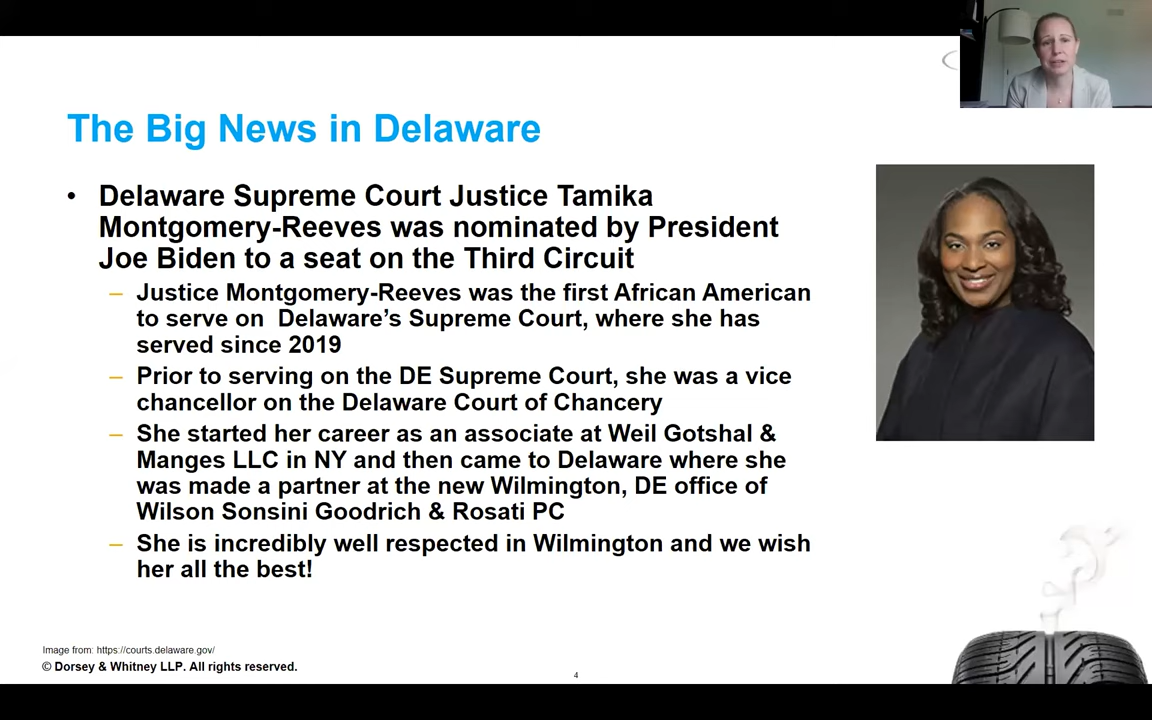 The Big News in Delaware
• Delaware Supreme Court Justice Tamika
Montgomery-Reeves was nominated by President
Joe Biden to a seat on the Third Circuit
– Justice Montgomery-Reeves was the first African American
to serve on  Delaware’s Supreme Court, where she has
served since 2019
– Prior to serving on the DE Supreme Court, she was a vice
chancellor on the Delaware Court of Chancery
– She started her career as an associate at Weil Gotshal &
Manges LLC in NY and then came to Delaware where she
was made a partner at the new Wilmington, DE office of
Wilson Sonsini Goodrich & Rosati PC
– She is incredibly well respected in Wilmington and we wish
her all the best!
Image from: https://courts.delaware.gov/
© Dorsey & Whitney LLP. All rights reserved.
4